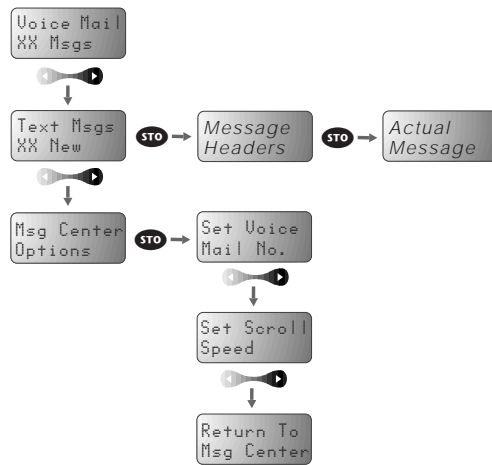 Voice Mail
XX Msgs
Text Msgs
XX New
STO
Message
Headers
STO
Actual
Message
Msg Center
Options
STO
Set Voice
Mail No.
Set Scroll
Speed
Return To
Msg Center